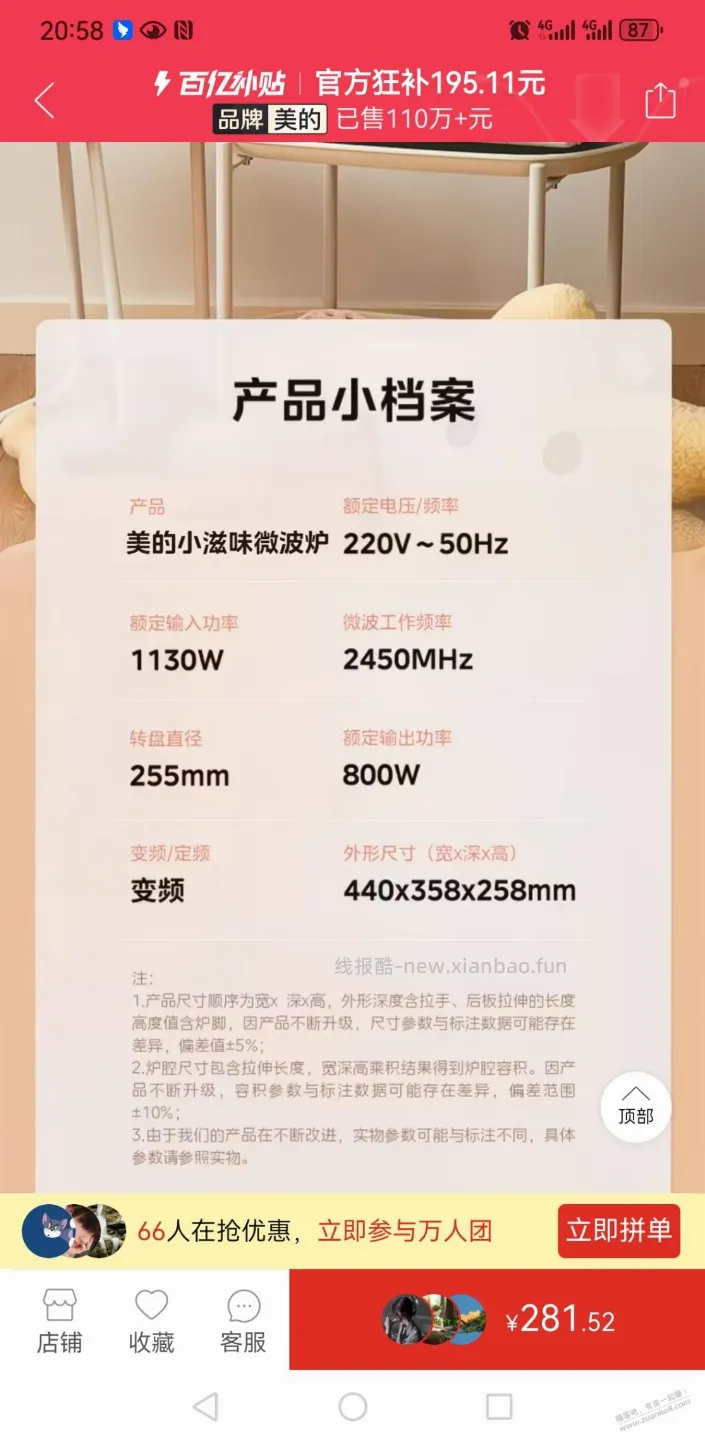 20:58
4G 4G 87
百亿补贴 | 官方狂补195.11元
品牌 美的 已售110万+元
产品小档案
产品 额定电压/频率
美的小滋味微波炉 220V~50Hz
额定输入功率 微波工作频率
1130W 2450MHz
转盘直径 额定输出功率
255mm 800W
变频/定频 外形尺寸（宽x深x高）
变频 440x358x258mm
线报酷-new.xianbao.fun
注：
1.产品尺寸顺序为宽x 深x高，外形深度含拉手、后板拉伸的长度
高度值含炉脚，因产品不断升级，尺寸参数与标注数据可能存在
差异，偏差值±5%；
2.炉腔尺寸包含拉伸长度，宽深高乘积结果得到炉腔容积。因产
品不断升级，容积参数与标注数据可能存在差异，偏差范围
±10%；
3.由于我们的产品在不断改进，实物参数可能与标注不同，具体
参数请参照实物。
顶部
66人在抢优惠，立即参与万人团 立即拼单
店铺 收藏 客服 ¥281.52
赚客吧，有奖一起赚！
www.zuanke8.com